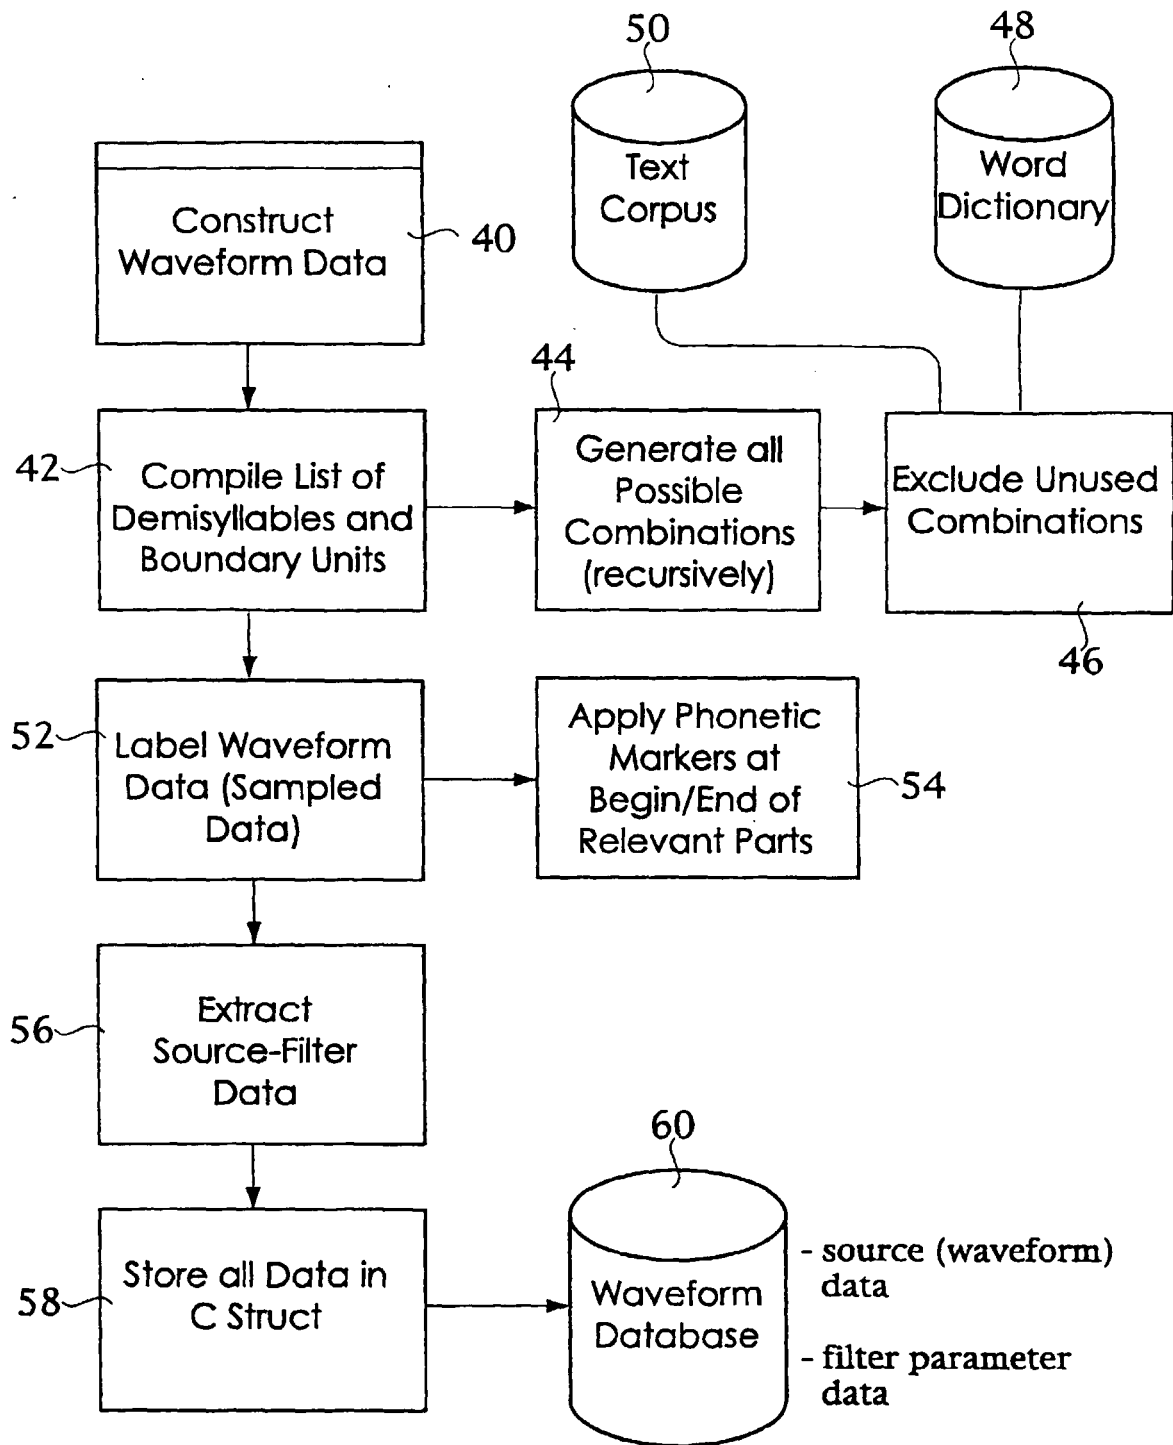 50
48
Text
Corpus
Word
Dictionary
Construct
Waveform Data
40
44
42
Compile List of
Demisyllables and
Boundary Units
Generate all
Possible
Combinations
(recursively)
Exclude Unused
Combinations
46
52
Label Waveform
Data (Sampled
Data)
Apply Phonetic
Markers at
Begin/End of
Relevant Parts
54
56
Extract
Source-Filter
Data
60
58
Store all Data in
C Struct
Waveform
Database
- source (waveform)
data
- filter parameter
data